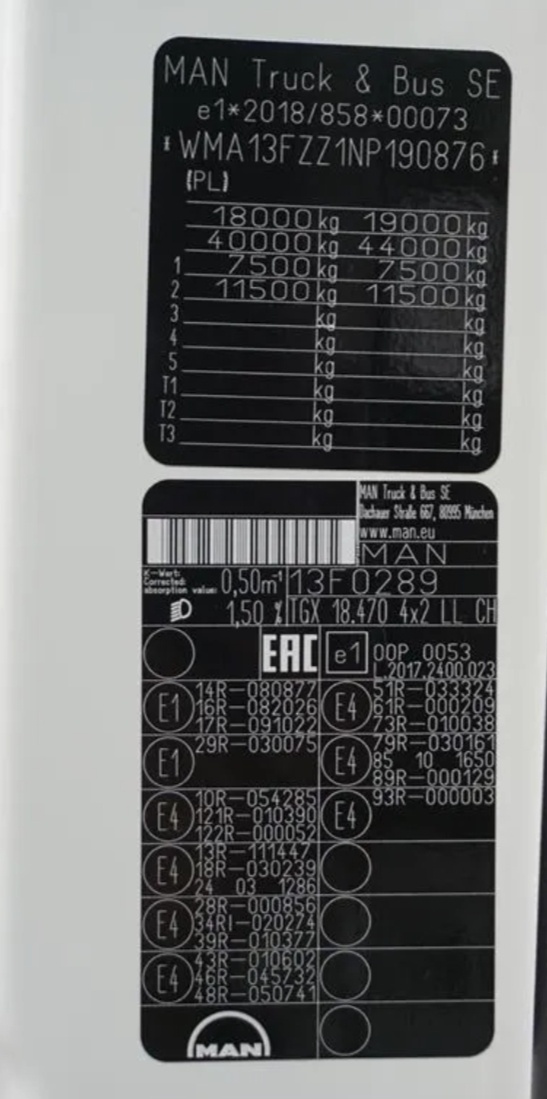 MAN Truck & Bus SE
e1*2018/858*00073
* WMA13FZZ1NP190876 *
(PL)
18000 kg 19000 kg
40000 kg 44000 kg
1 7500 kg 7500 kg
2 11500 kg 11500 kg
3 kg kg
4 kg kg
5 kg kg
T1 kg kg
T2 kg kg
T3 kg kg
MAN Truck & Bus SE
Dachauer Straße 667, 80995 München
www.man.eu
MAN
K-Wert:
Corrected
absorption value: 0,50m⁻¹ 13F0289
1,50 % TGX 18.470 4x2 LL CH
EAC e1 00P 0053
L.2017.2400.023
E1 14R-080877
16R-082026
17R-091022
E4 51R-033324
61R-000209
73R-010038
E1 29R-030075
E4 79R-030161
85 10 1650
89R-000129
E4 10R-054285
121R-010390
122R-000052
E4 93R-000003
E4 13R-111447
18R-030239
24 03 1286
E4 28R-000856
34RI-020274
39R-010377
E4 43R-010602
46R-045732
48R-050741
MAN